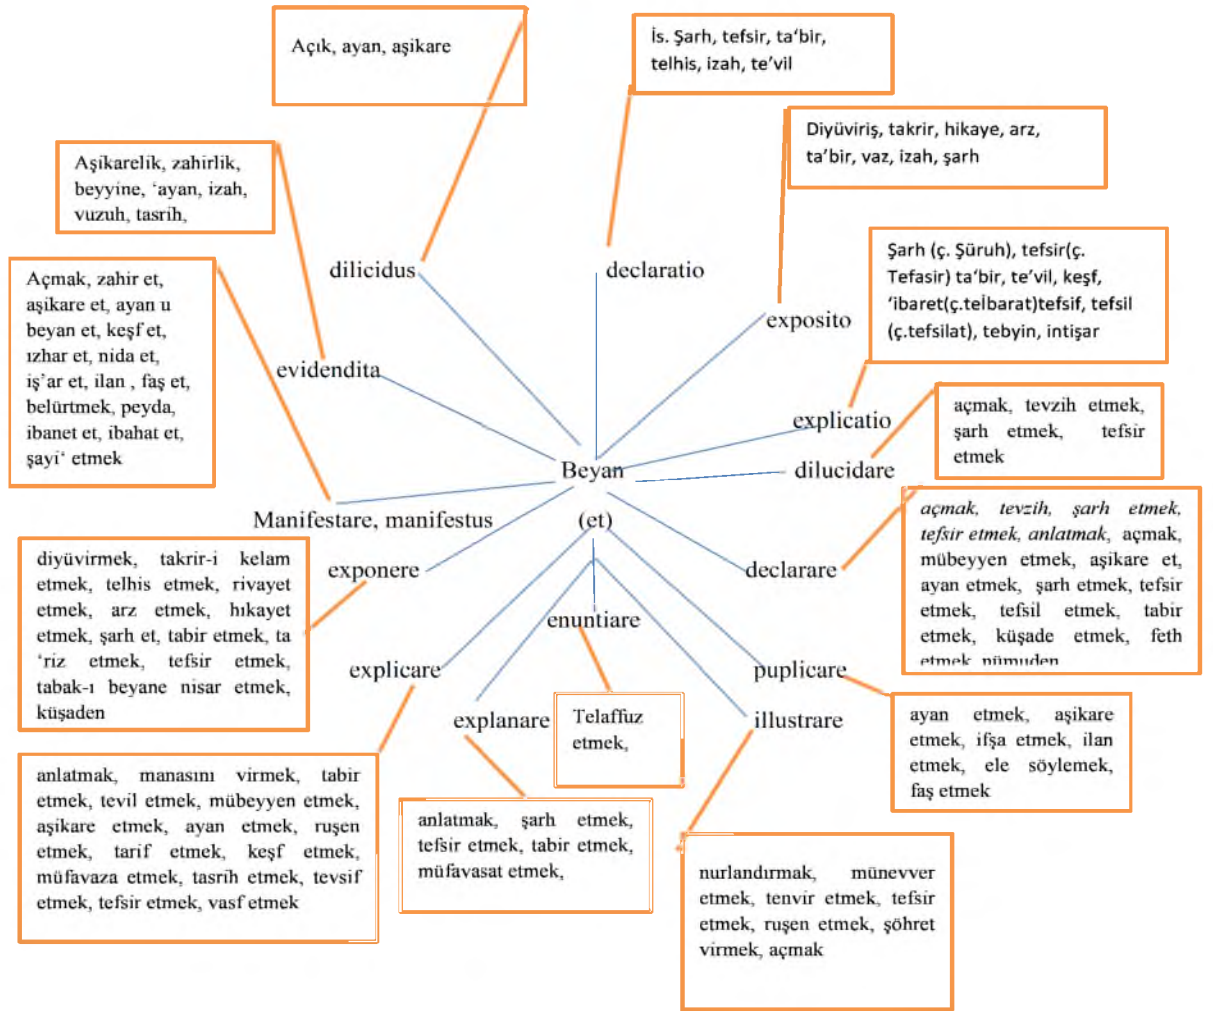 Açık, ayan, aşikare
İs. Şarh, tefsir, ta‘bir,
telhis, izah, te’vil
Diyüviriş, takrir, hikaye, arz,
ta‘bir, vaz, izah, şarh
Aşikarelik, zahirlik,
beyyine, ‘ayan, izah,
vuzuh, tasrih,
Şarh (ç. Şüruh), tefsir(ç.
Tefasir) ta‘bir, te’vil, keşf,
‘ibaret(ç.teİbarat)tefsif, tefsil
(ç.tefsilat), tebyin, intişar
Açmak, zahir et,
aşikare et, ayan u
beyan et, keşf et,
ızhar et, nida et,
iş’ar et, ilan , faş et,
belürtmek, peyda,
ibanet et, ibahat et,
şayi‘ etmek
dilicidus
declaratio
exposito
evidendita
explicatio
açmak, tevzih etmek,
şarh etmek, tefsir
etmek
Beyan
(et)
dilucidare
Manifestare, manifestus
açmak, tevzih, şarh etmek,
tefsir etmek, anlatmak, açmak,
mübeyyen etmek, aşikare et,
ayan etmek, şarh etmek, tefsir
etmek, tefsil etmek, tabir
etmek, küşade etmek, feth
etmek nümuden
diyüvirmek, takrir-i kelam
etmek, telhis etmek, rivayet
etmek, arz etmek, hıkayet
etmek, şarh et, tabir etmek, ta
‘riz etmek, tefsir etmek,
tabak-ı beyane nisar etmek,
küşaden
exponere
declarare
enuntiare
explicare
puplicare
explanare
illustrare
Telaffuz
etmek,
ayan etmek, aşikare
etmek, ifşa etmek, ilan
etmek, ele söylemek,
faş etmek
anlatmak, manasını virmek, tabir
etmek, tevil etmek, mübeyyen etmek,
aşikare etmek, ayan etmek, ruşen
etmek, tarif etmek, keşf etmek,
müfavaza etmek, tasrih etmek, tevsif
etmek, tefsir etmek, vasf etmek
anlatmak, şarh etmek,
tefsir etmek, tabir etmek,
müfavasat etmek,
nurlandırmak, münevver
etmek, tenvir etmek, tefsir
etmek, ruşen etmek, şöhret
virmek, açmak